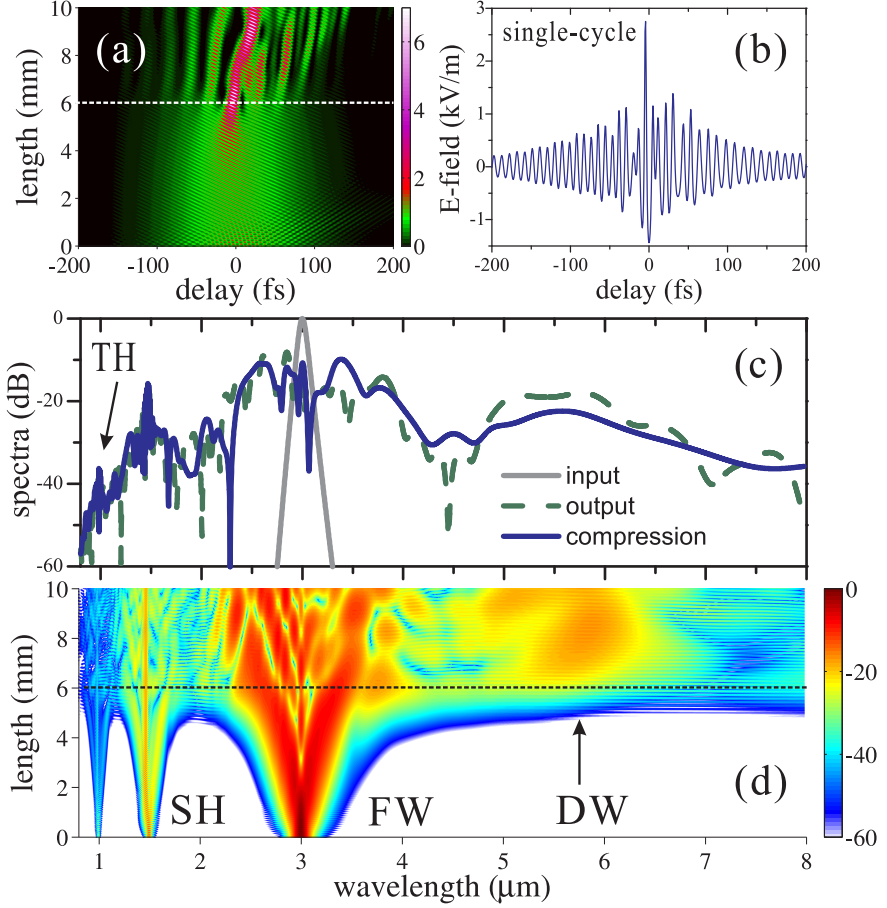 (a)
length (mm)
10
8
6
4
2
0
-200
-100
0
100
200
delay (fs)
6
4
2
0
single-cycle
(b)
E-field (kV/m)
3
2
1
0
-1
-200
-100
0
100
200
delay (fs)
(c)
TH
spectra (dB)
0
-20
-40
-60
input
output
compression
(d)
length (mm)
10
8
6
4
2
0
SH
FW
DW
1
2
3
4
5
6
7
8
wavelength (μm)
0
-20
-40
-60